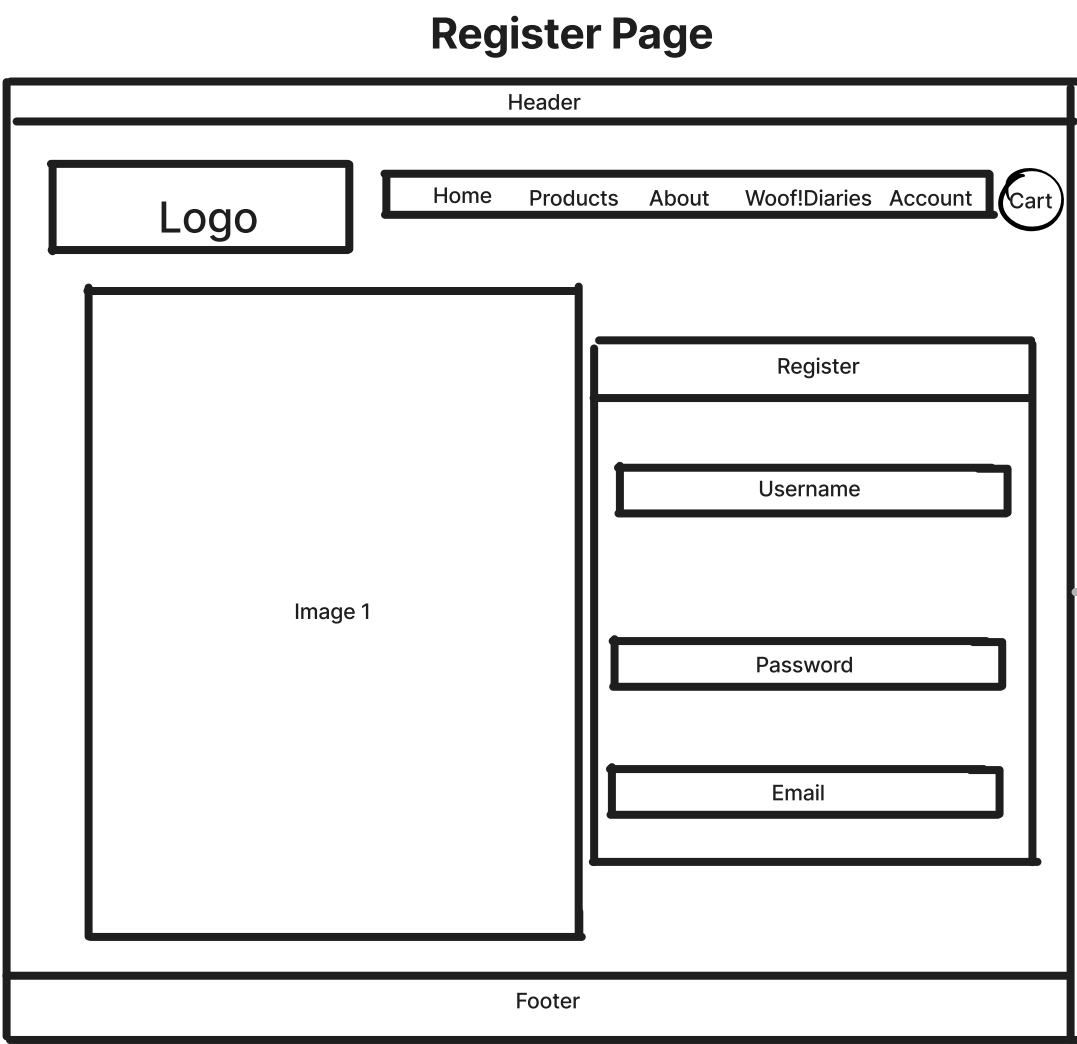 Register Page
Header
Logo
Home Products About Woof!Diaries Account Cart
Register
Username
Image 1
Password
Email
Footer